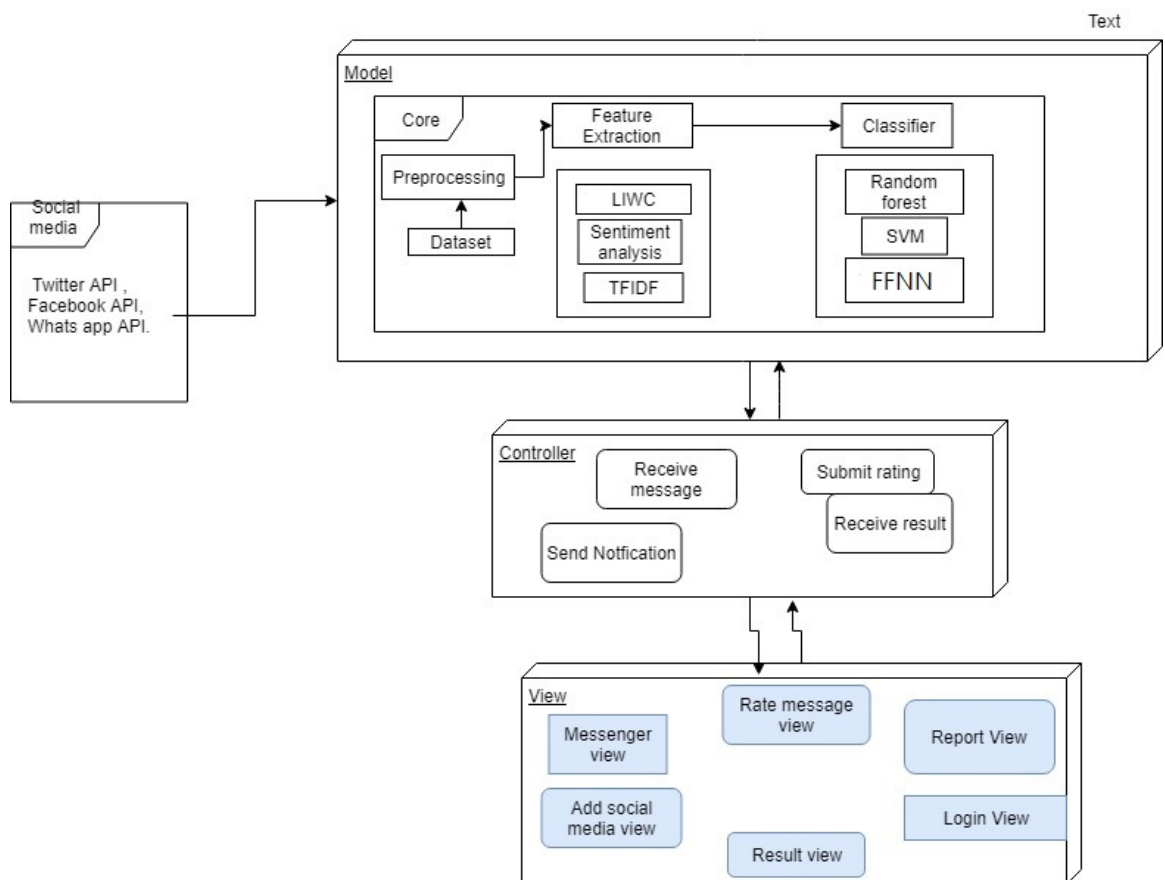 Text
Model
Core
Feature
Extraction
Classifier
Preprocessing
Dataset
LIWC
Sentiment
analysis
TFIDF
Random
forest
SVM
FFNN
Social
media
Twitter API ,
Facebook API,
Whats app API.
Controller
Receive
message
Submit rating
Receive result
Send Notfication
View
Rate message
view
Messenger
view
Report View
Add social
media view
Login View
Result view